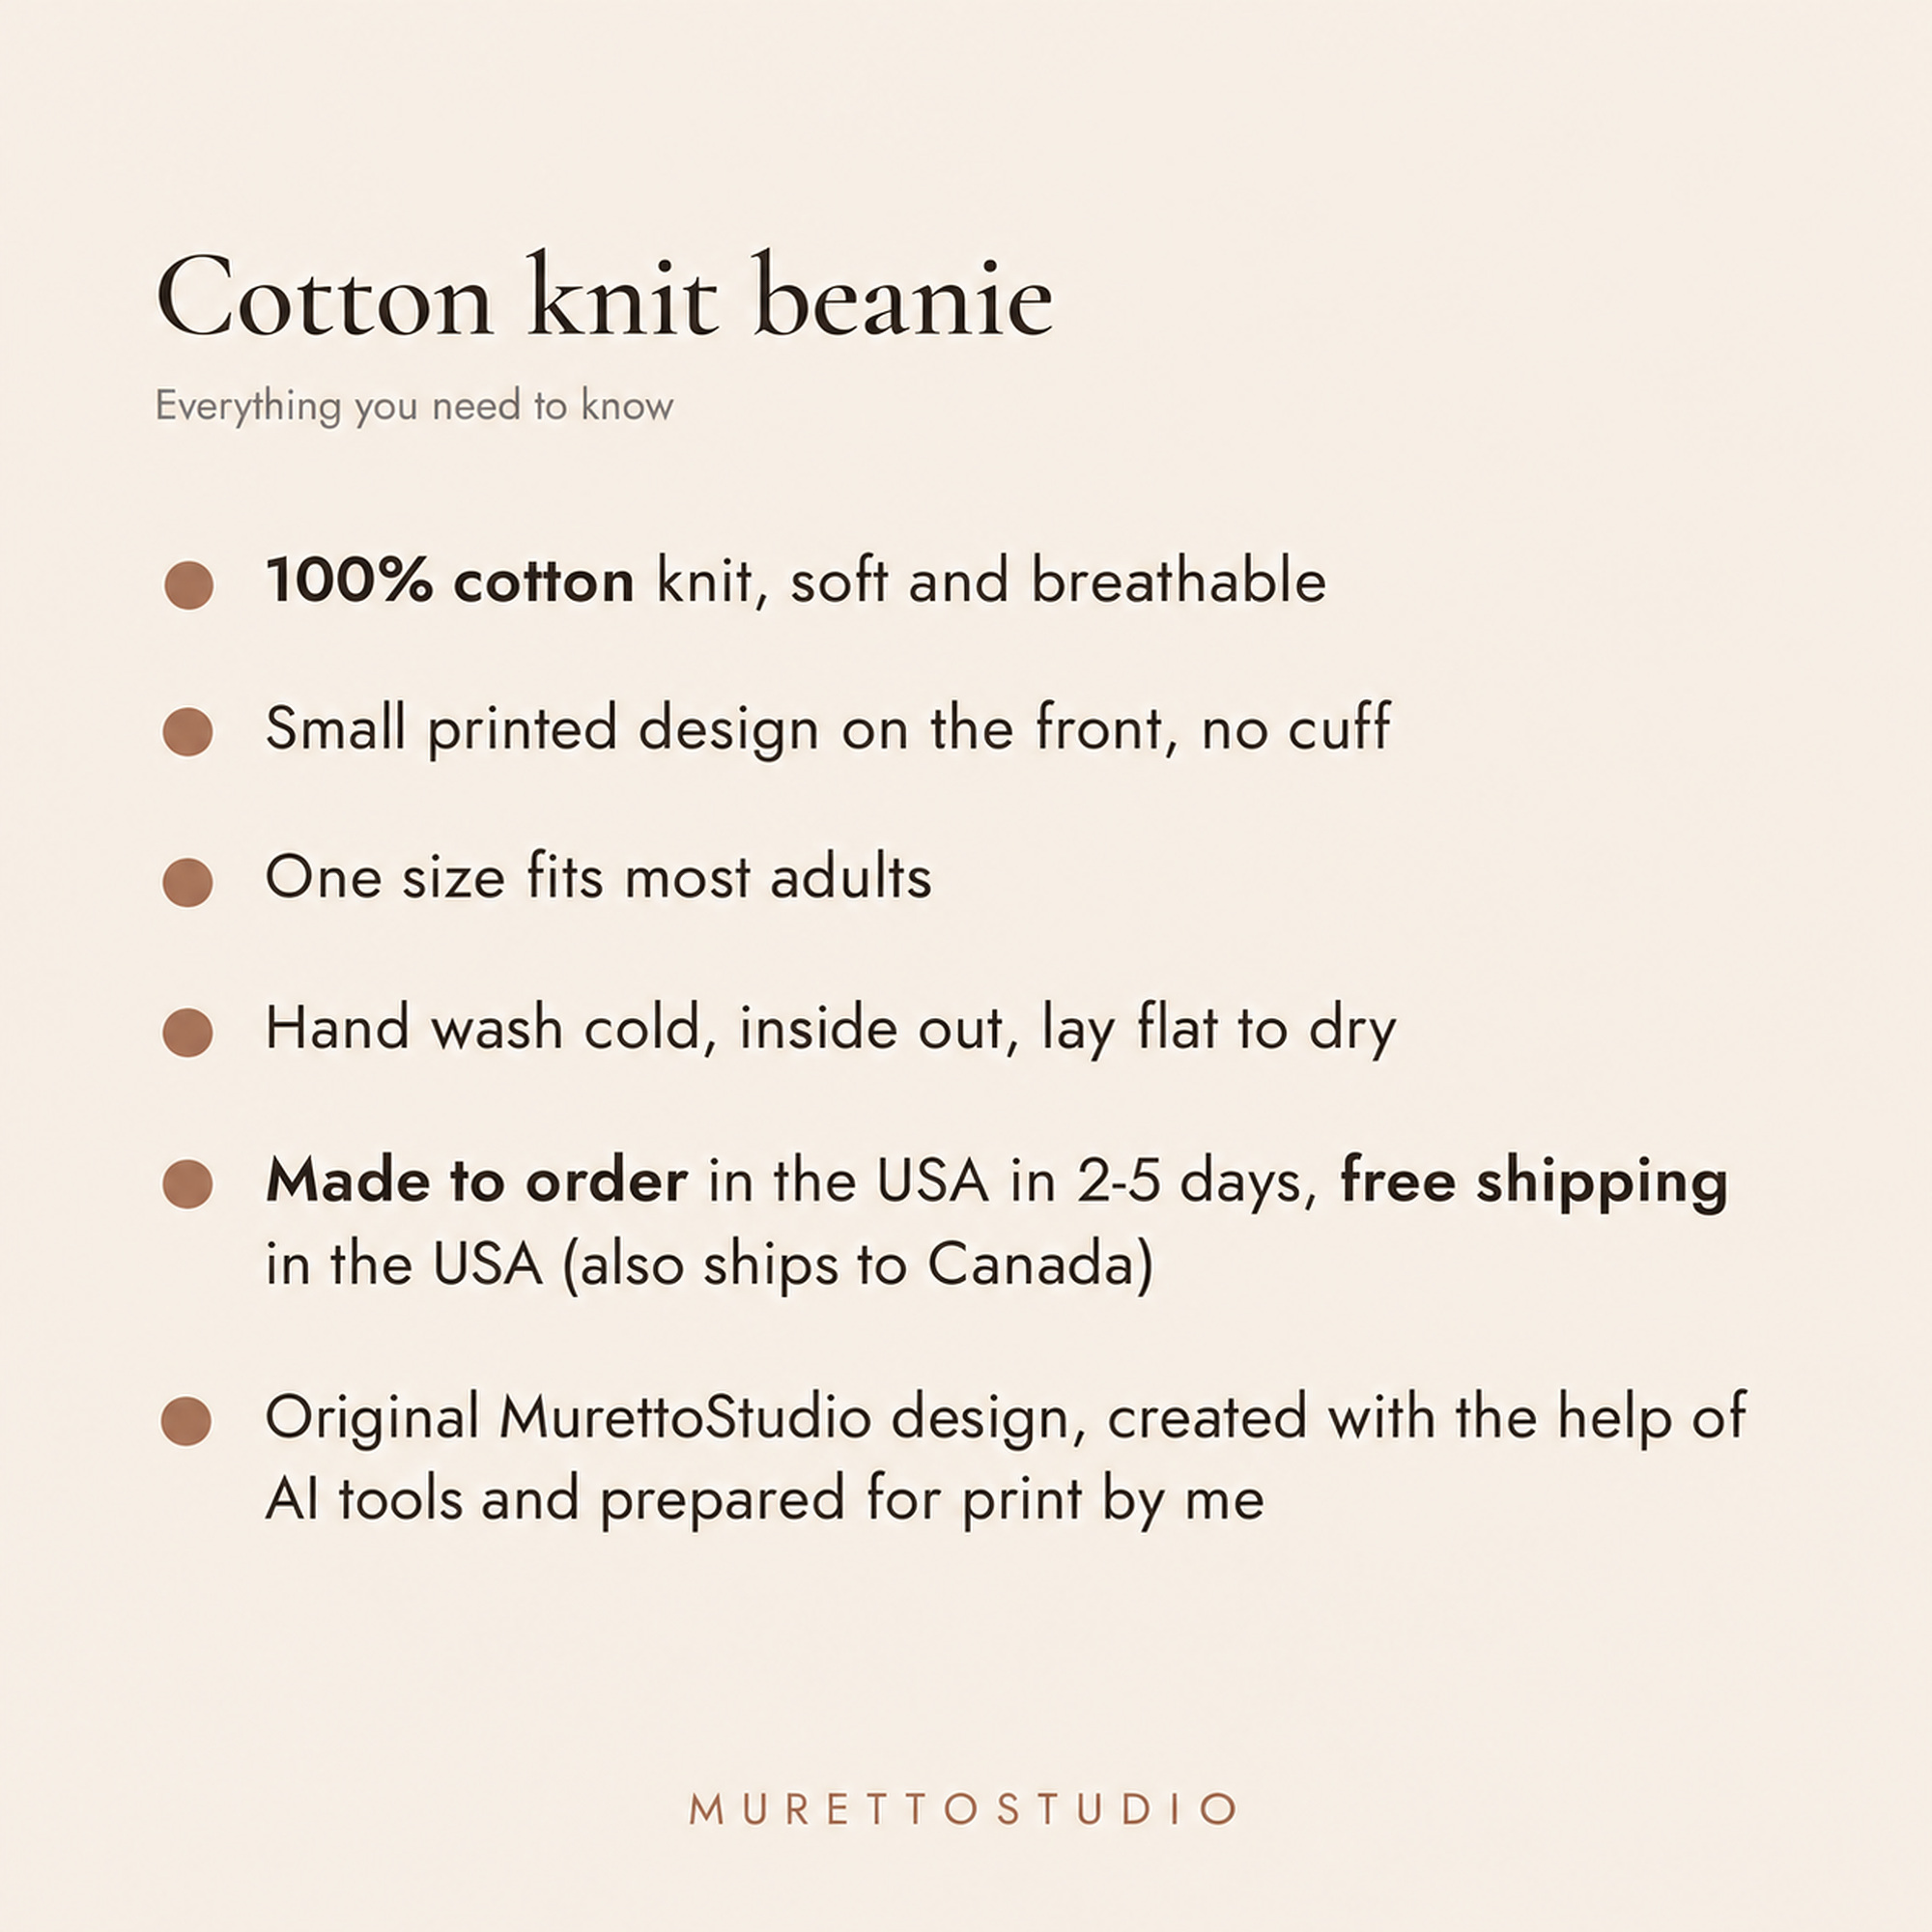 Cotton knit beanie
Everything you need to know
100% cotton knit, soft and breathable
Small printed design on the front, no cuff
One size fits most adults
Hand wash cold, inside out, lay flat to dry
Made to order in the USA in 2-5 days, free shipping
in the USA (also ships to Canada)
Original MurettoStudio design, created with the help of
AI tools and prepared for print by me
MURETTOSTUDIO